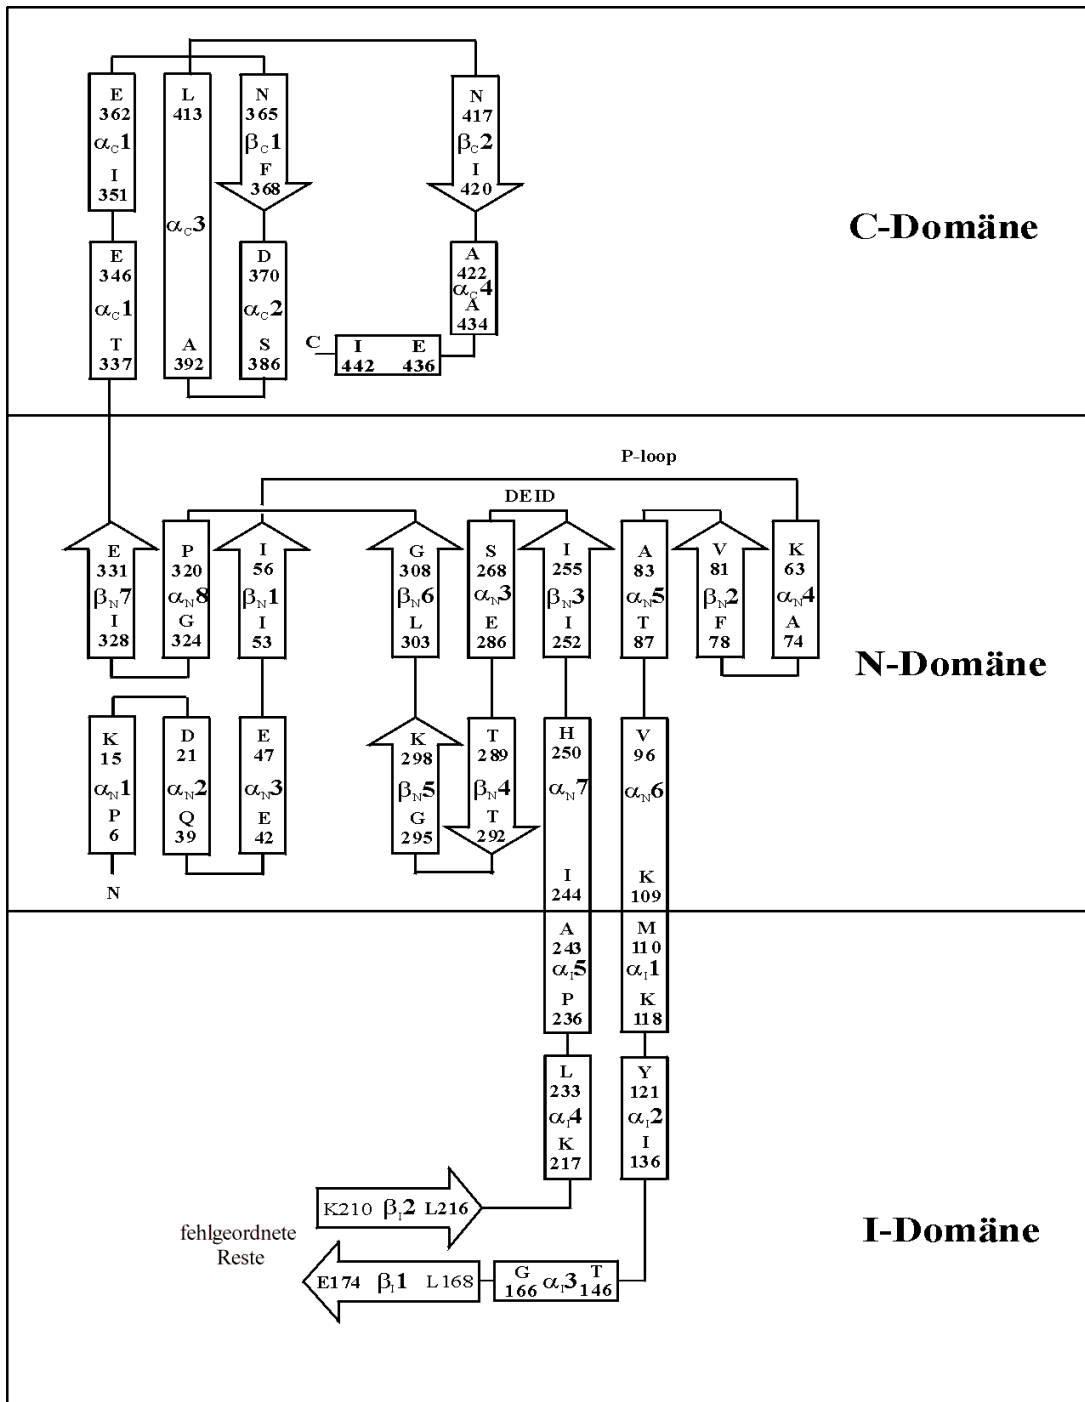 E L N N
362 413 365 417
αC1 βC1 βC2
I F I
351 368 420
αC3
C-Domäne
E D A
346 370 422
αC1 αC2 αC4
A
434
T A S C I E
337 392 386 442 436
P-loop
DEID
E P I G S I A V K
331 320 56 308 268 255 83 81 63
βN7 αN8 βN1 βN6 αN3 βN3 αN5 βN2 αN4
I G I L E I T F A
328 324 53 303 286 252 87 78 74
N-Domäne
K D E K T H V
15 21 47 298 289 250 96
αN1 αN2 αN3 βN5 βN4 αN7 αN6
P Q E G T
6 39 42 295 292
I K
244 109
N
A M
243 110
αI5 αI1
P K
236 118
L Y
233 121
αI4 αI2
K I
217 136
K210 βI2 L216
fehlgeordnete
Reste
I-Domäne
E174 βI1 L168 G αI3 T
166 146